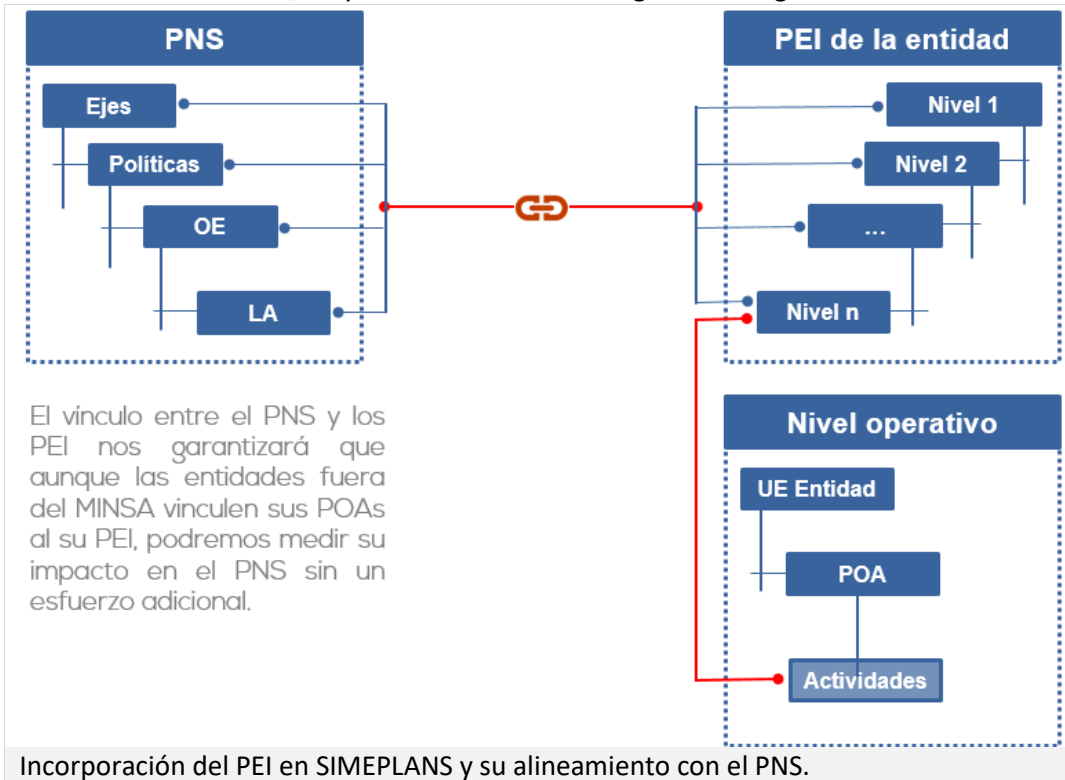 PNS
Ejes
Políticas
OE
LA
PEI de la entidad
Nivel 1
Nivel 2
...
Nivel n
El vínculo entre el PNS y los
PEI nos garantizará que
aunque las entidades fuera
del MINSA vinculen sus POAs
al su PEI, podremos medir su
impacto en el PNS sin un
esfuerzo adicional.
Nivel operativo
UE Entidad
POA
Actividades
Incorporación del PEI en SIMEPLANS y su alineamiento con el PNS.